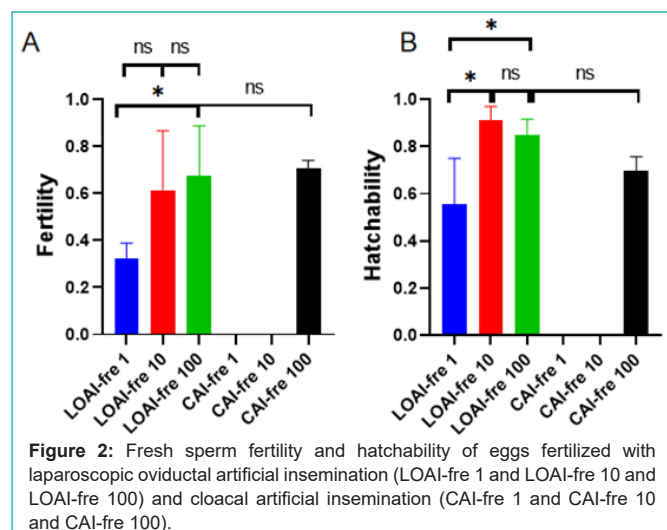 A
ns ns
* ns
Fertility
1.0
0.8
0.6
0.4
0.2
0.0
LOAI-fre 1
LOAI-fre 10
LOAI-fre 100
CAI-fre 1
CAI-fre 10
CAI-fre 100
B
*
* ns ns
Hatchability
1.0
0.8
0.6
0.4
0.2
0.0
LOAI-fre 1
LOAI-fre 10
LOAI-fre 100
CAI-fre 1
CAI-fre 10
CAI-fre 100
Figure 2: Fresh sperm fertility and hatchability of eggs fertilized with
laparoscopic oviductal artificial insemination (LOAI-fre 1 and LOAI-fre 10 and
LOAI-fre 100) and cloacal artificial insemination (CAI-fre 1 and CAI-fre 10
and CAI-fre 100).